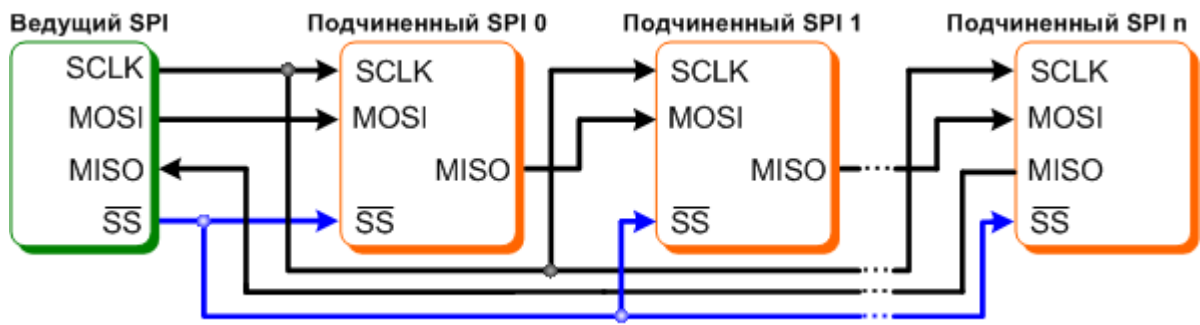 Ведущий SPI
Подчиненный SPI 0
Подчиненный SPI 1
Подчиненный SPI n
SCLK
MOSI
MISO
SS
SCLK
MOSI
MISO
SS
SCLK
MOSI
MISO
SS
SCLK
MOSI
MISO
SS